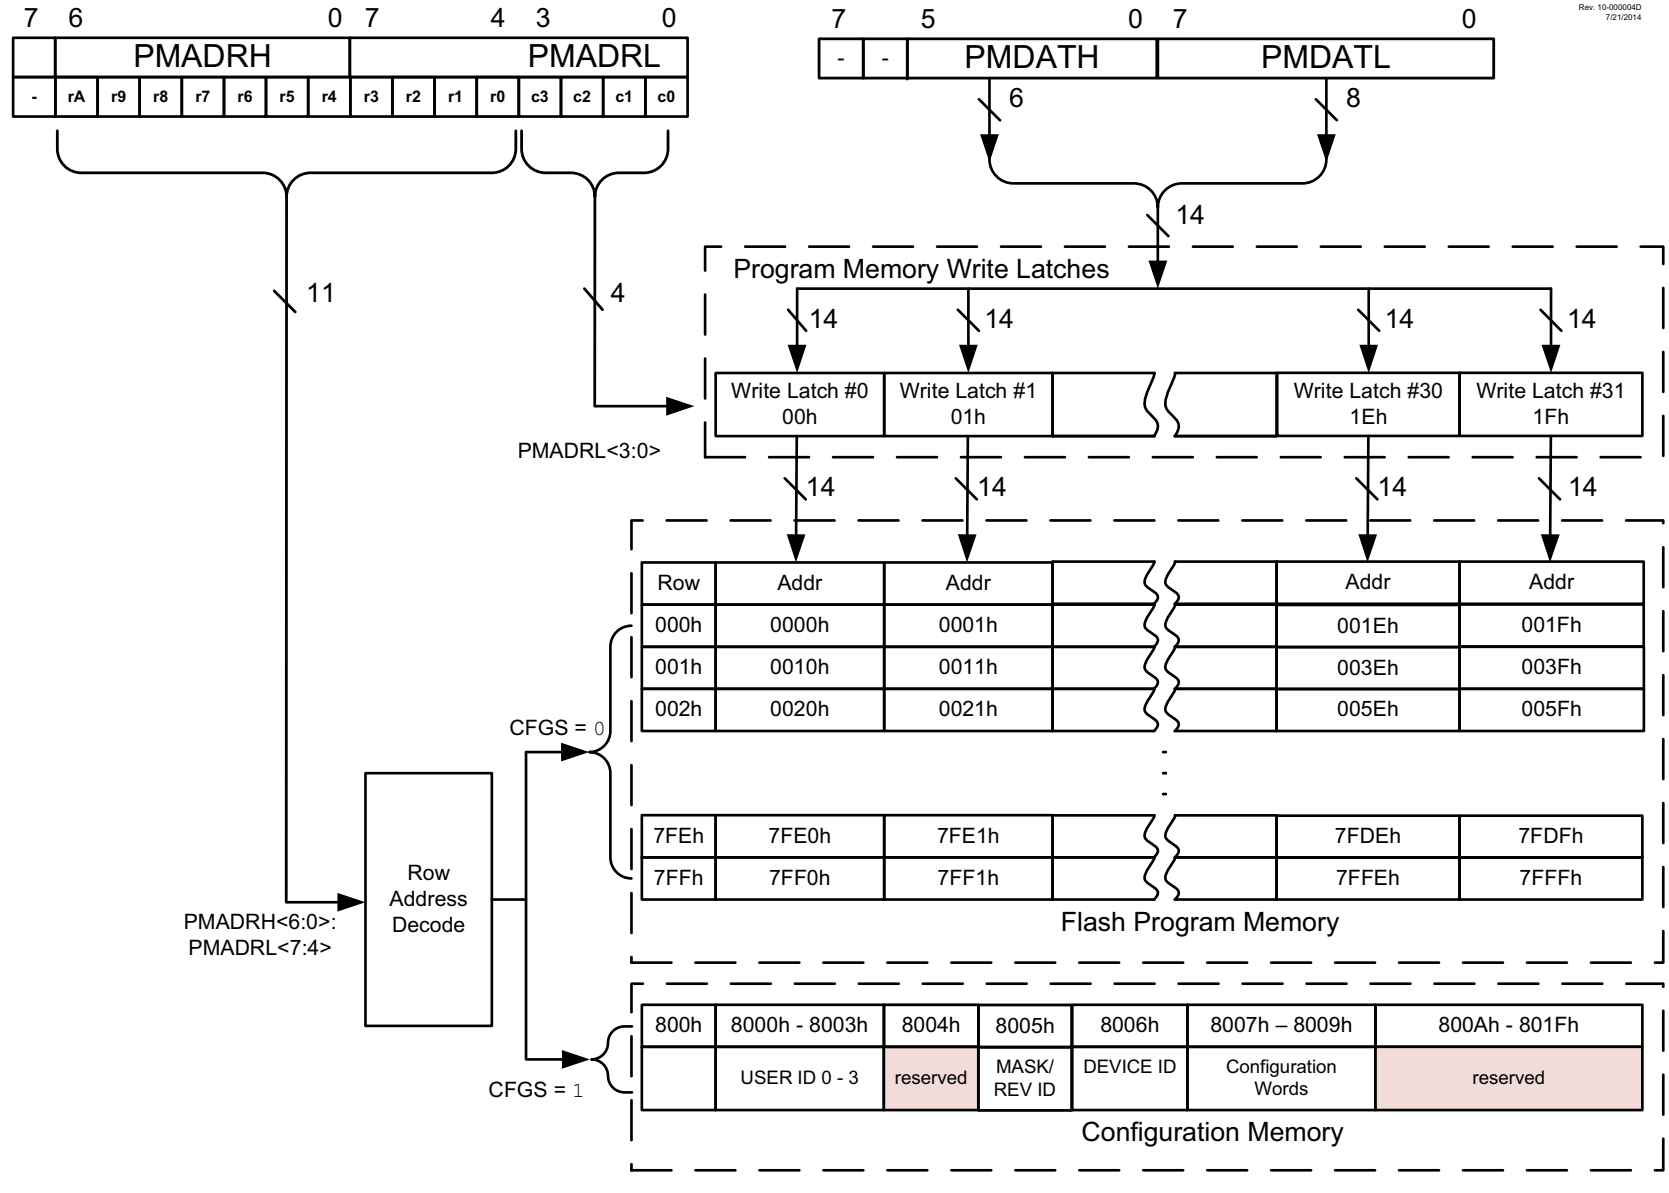 Rev. 10-000004D
7/21/2014
7 6 0 7 4 3 0
7 5 0 7 0
PMADRH PMADRL
- - PMDATH PMDATL
- rA r9 r8 r7 r6 r5 r4 r3 r2 r1 r0 c3 c2 c1 c0
6 8
14
11 4
Program Memory Write Latches
14 14 14 14
Write Latch #0 Write Latch #1 Write Latch #30 Write Latch #31
00h 01h 1Eh 1Fh
PMADRL<3:0>
14 14 14 14
Row Addr Addr Addr Addr
000h 0000h 0001h 001Eh 001Fh
001h 0010h 0011h 003Eh 003Fh
002h 0020h 0021h 005Eh 005Fh
CFGS = 0
7FEh 7FE0h 7FE1h 7FDEh 7FDFh
7FFh 7FF0h 7FF1h 7FFEh 7FFFh
Flash Program Memory
Row
Address
Decode
PMADRH<6:0>:
PMADRL<7:4>
800h 8000h - 8003h 8004h 8005h 8006h 8007h – 8009h 800Ah - 801Fh
USER ID 0 - 3 reserved MASK/ DEVICE ID Configuration reserved
REV ID Words
CFGS = 1
Configuration Memory